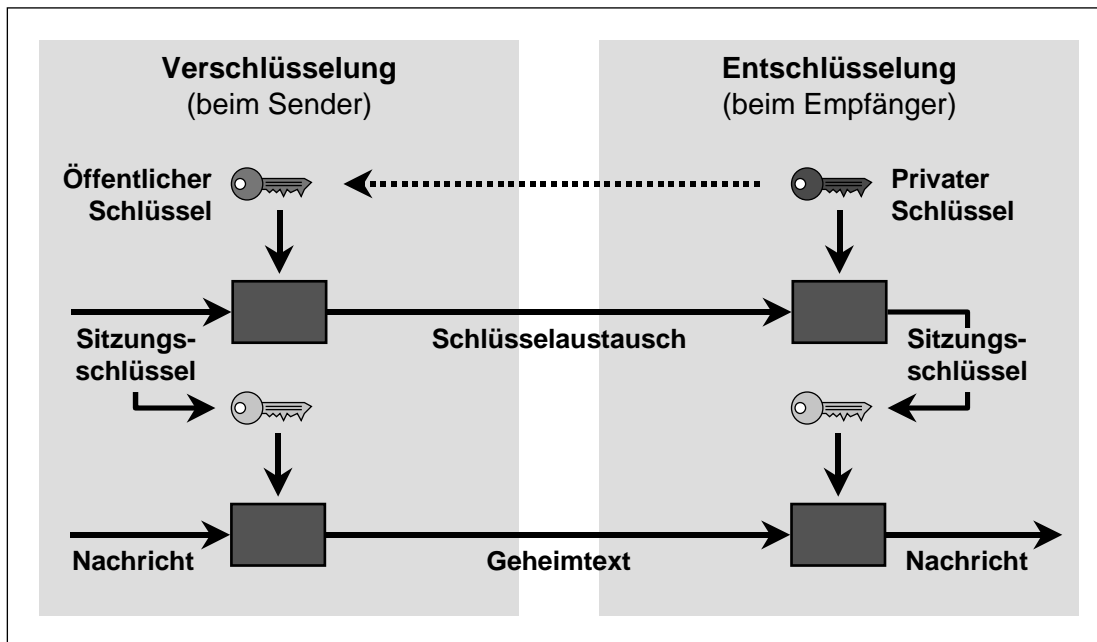 Verschlüsselung
(beim Sender)
Entschlüsselung
(beim Empfänger)
Öffentlicher
Schlüssel
Privater
Schlüssel
Sitzungs-
schlüssel
Schlüsselaustausch
Sitzungs-
schlüssel
Nachricht
Geheimtext
Nachricht